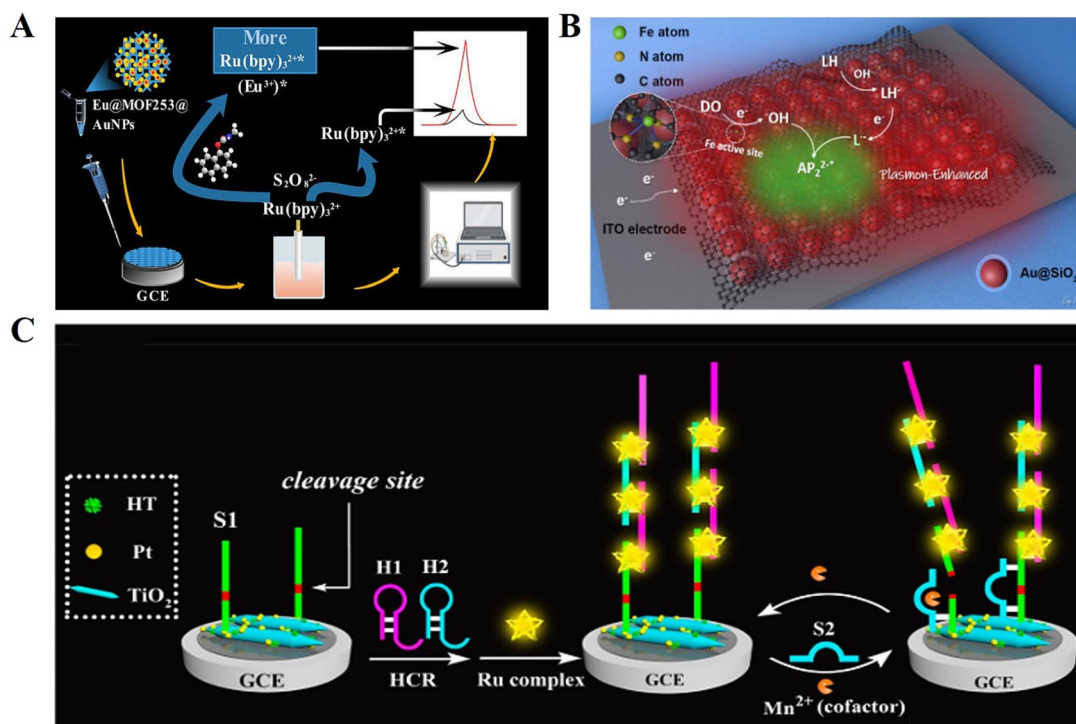 A
More
Ru(bpy)₃²⁺*
(Eu³⁺)*
Eu@MOF253@
AuNPs
Ru(bpy)₃²⁺*
S₂O₈²⁻
Ru(bpy)₃²⁺
GCE
B
Fe atom
N atom
C atom
LH
OH
LH⁻
DO
e⁻
·OH
e⁻
L·⁻
Fe active site
AP₂²⁻*
Plasmon-Enhanced
e⁻
e⁻
ITO electrode
e⁻
Au@SiO₂
C
cleavage site
HT
S1
Pt
H1
H2
TiO₂
S2
GCE
HCR
Ru complex
GCE
Mn²⁺ (cofactor)
GCE